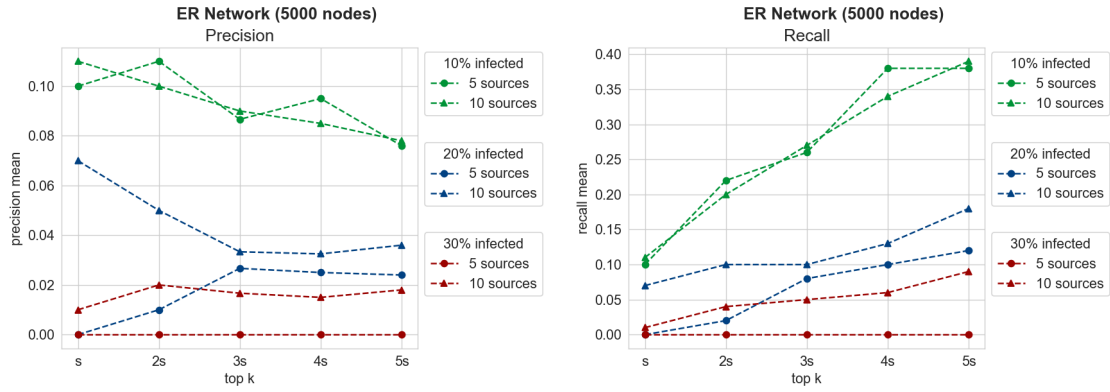 ER Network (5000 nodes)
Precision
precision mean
0.10
0.08
0.06
0.04
0.02
0.00
s
2s
3s
4s
5s
top k
10% infected
5 sources
10 sources
20% infected
5 sources
10 sources
30% infected
5 sources
10 sources
ER Network (5000 nodes)
Recall
recall mean
0.40
0.35
0.30
0.25
0.20
0.15
0.10
0.05
0.00
s
2s
3s
4s
5s
top k
10% infected
5 sources
10 sources
20% infected
5 sources
10 sources
30% infected
5 sources
10 sources